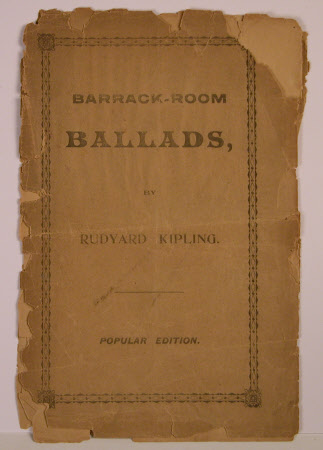 BARRACK-ROOM
BALLADS,
BY
RUDYARD KIPLING.
POPULAR EDITION.